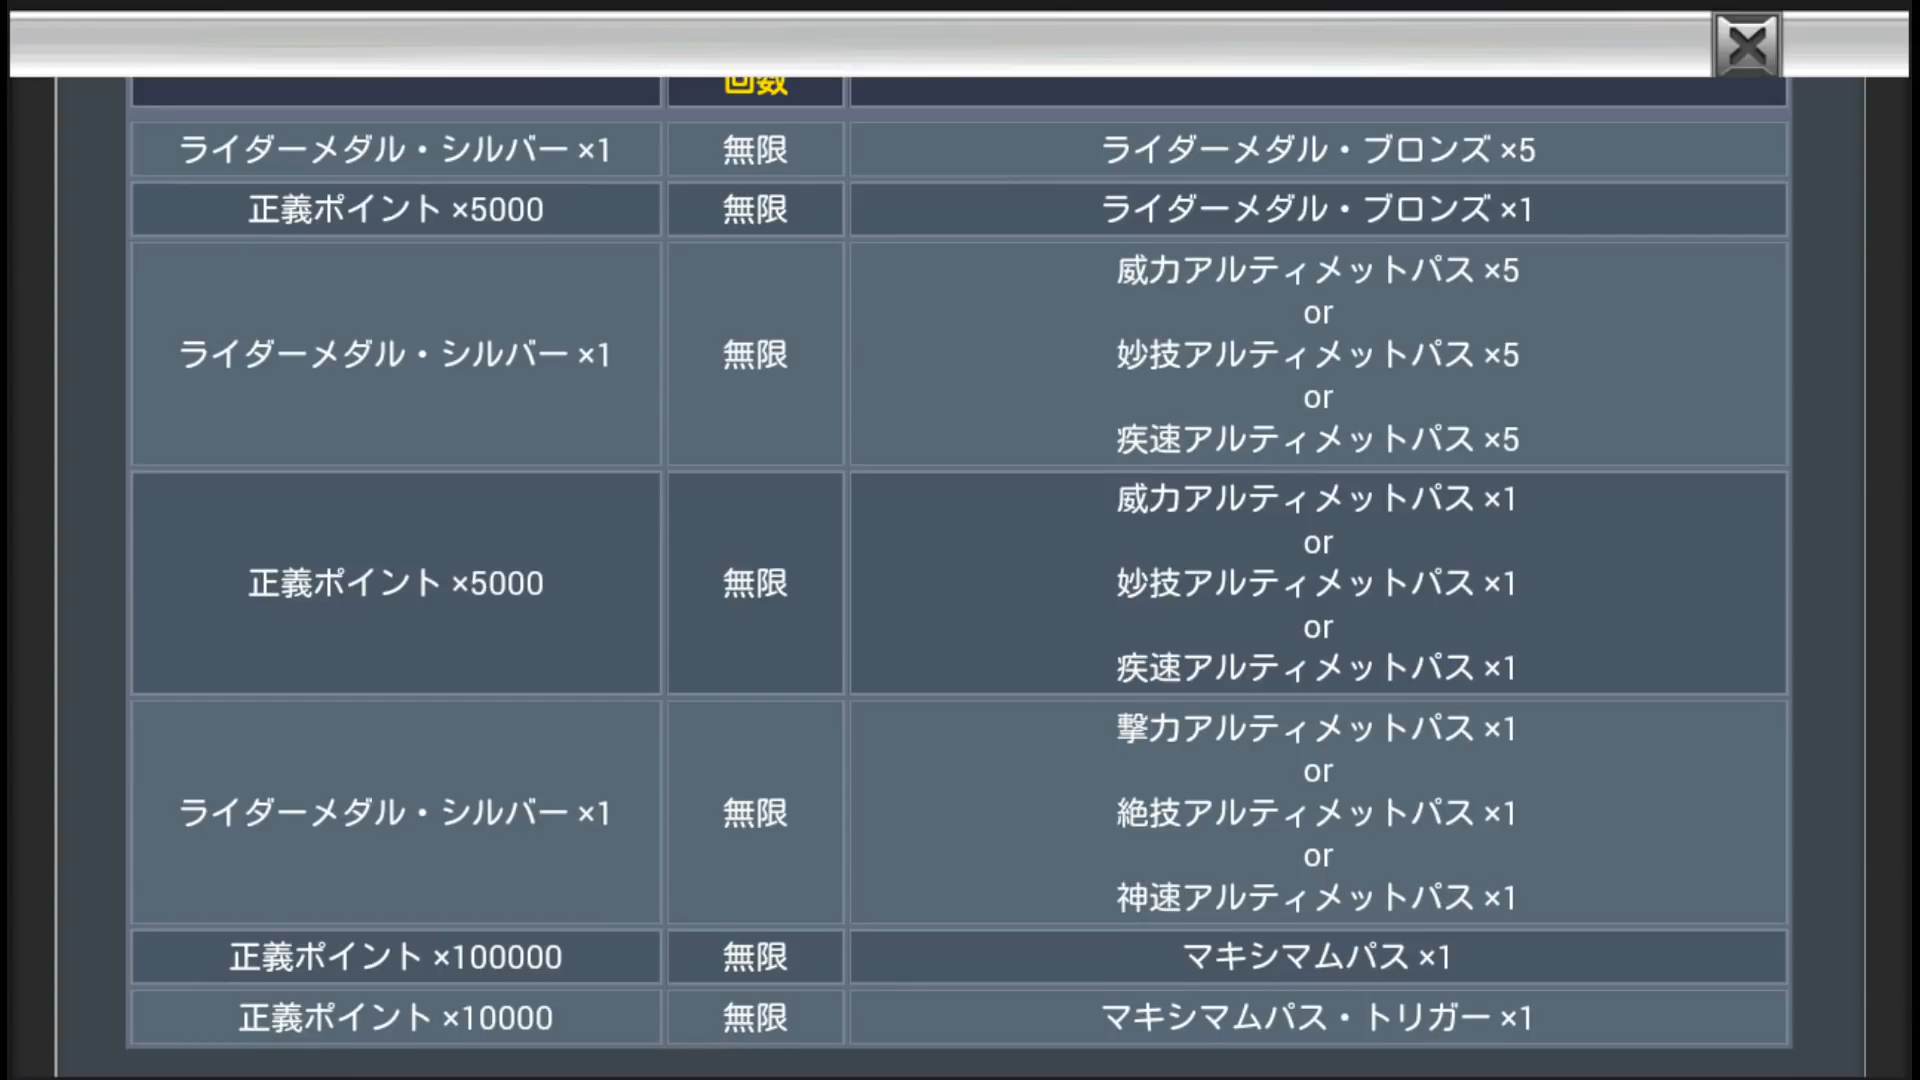 回数
ライダーメダル・シルバー ×1 無限 ライダーメダル・ブロンズ ×5
正義ポイント ×5000 無限 ライダーメダル・ブロンズ ×1
威力アルティメットパス ×5
or
ライダーメダル・シルバー ×1 無限 妙技アルティメットパス ×5
or
疾速アルティメットパス ×5
威力アルティメットパス ×1
or
正義ポイント ×5000 無限 妙技アルティメットパス ×1
or
疾速アルティメットパス ×1
撃力アルティメットパス ×1
or
ライダーメダル・シルバー ×1 無限 絶技アルティメットパス ×1
or
神速アルティメットパス ×1
正義ポイント ×100000 無限 マキシマムパス ×1
正義ポイント ×10000 無限 マキシマムパス・トリガー ×1